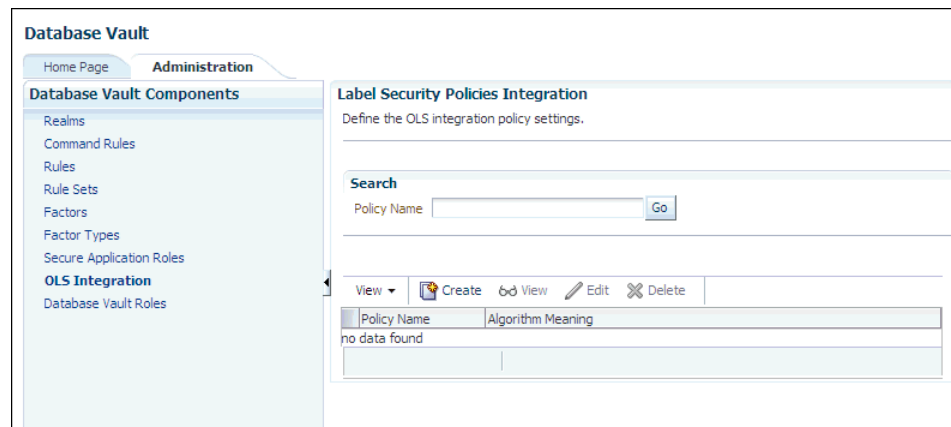 Database Vault
Home Page Administration
Database Vault Components
Realms
Command Rules
Rules
Rule Sets
Factors
Factor Types
Secure Application Roles
OLS Integration
Database Vault Roles
Label Security Policies Integration
Define the OLS integration policy settings.
Search
Policy Name Go
View Create View Edit Delete
Policy Name Algorithm Meaning
no data found